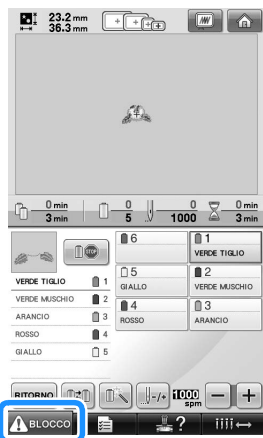 23.2 mm
36.3 mm
0 min
3 min
0
5
0
1000
0 min
3 min
STOP
VERDE TIGLIO 1
VERDE MUSCHIO 2
ARANCIO 3
ROSSO 4
GIALLO 5
6
1
VERDE TIGLIO
5
GIALLO
2
VERDE MUSCHIO
4
ROSSO
3
ARANCIO
RITORNO
-/+
1000
spm
- +
BLOCCO
?